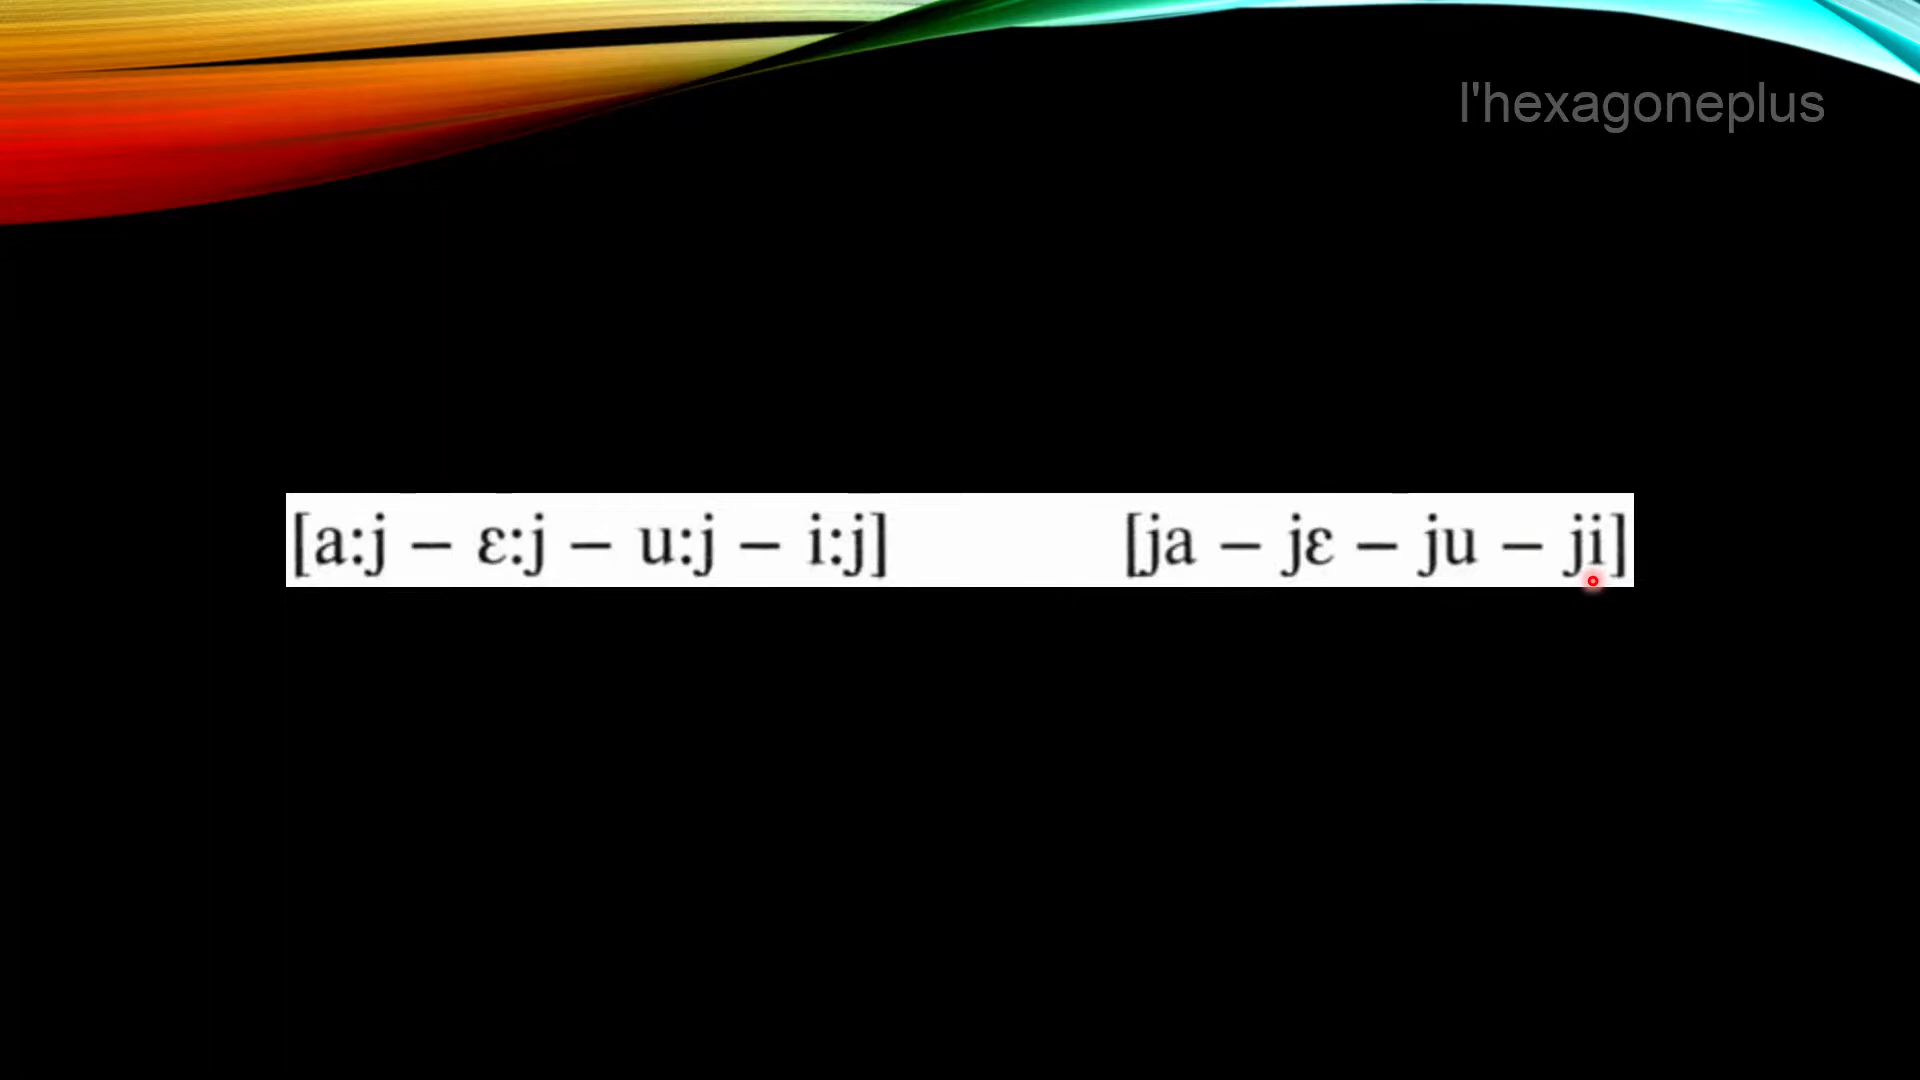 l'hexagoneplus
[a:j – ɛ:j – u:j – i:j] [ja – jɛ – ju – ji]